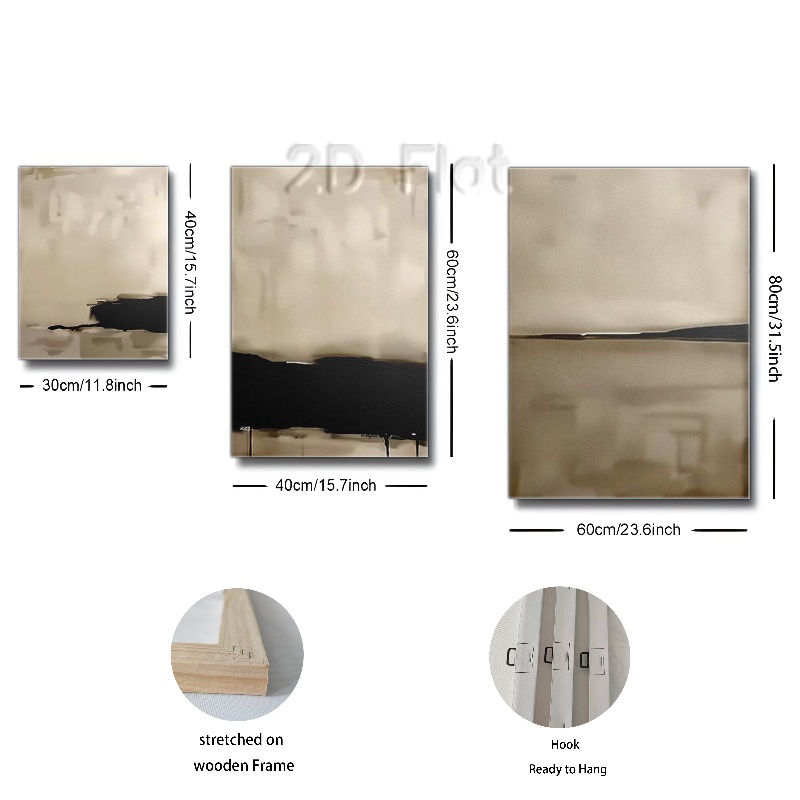 2D Flat
40cm/15.7inch
30cm/11.8inch
60cm/23.6inch
40cm/15.7inch
80cm/31.5inch
60cm/23.6inch
stretched on
wooden Frame
Hook
Ready to Hang